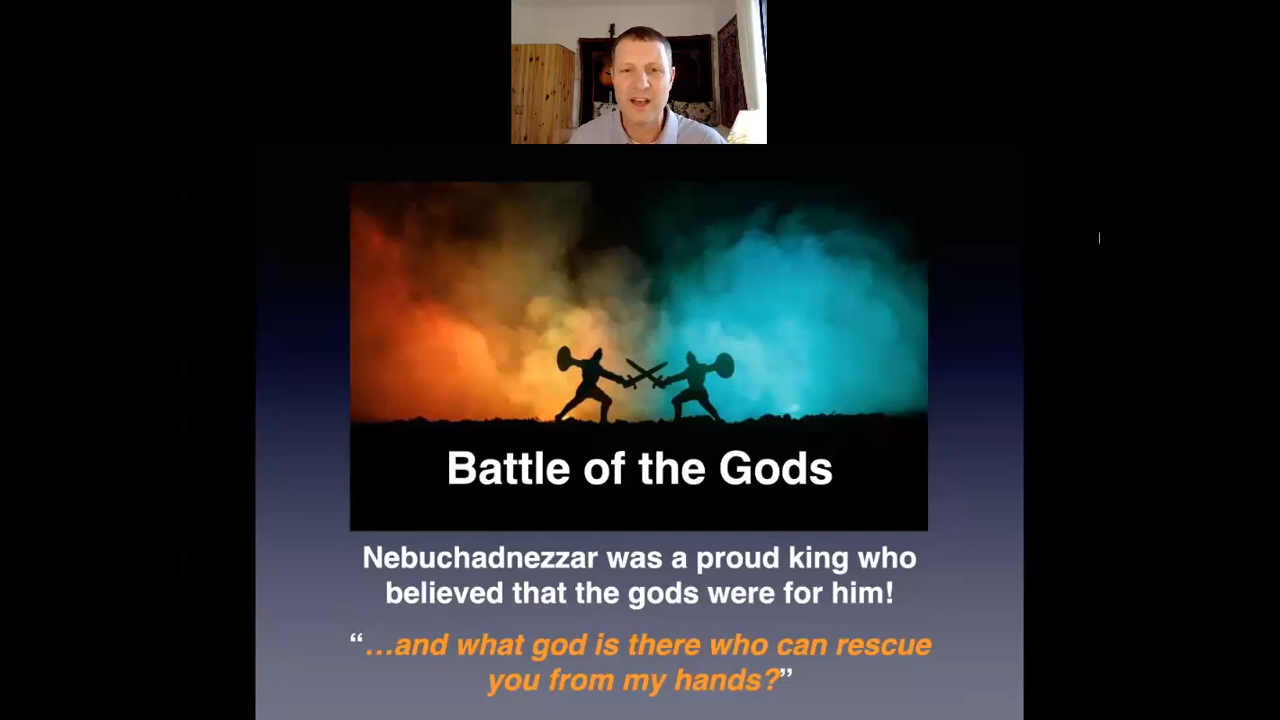 Battle of the Gods
Nebuchadnezzar was a proud king who
believed that the gods were for him!
“…and what god is there who can rescue
you from my hands?”